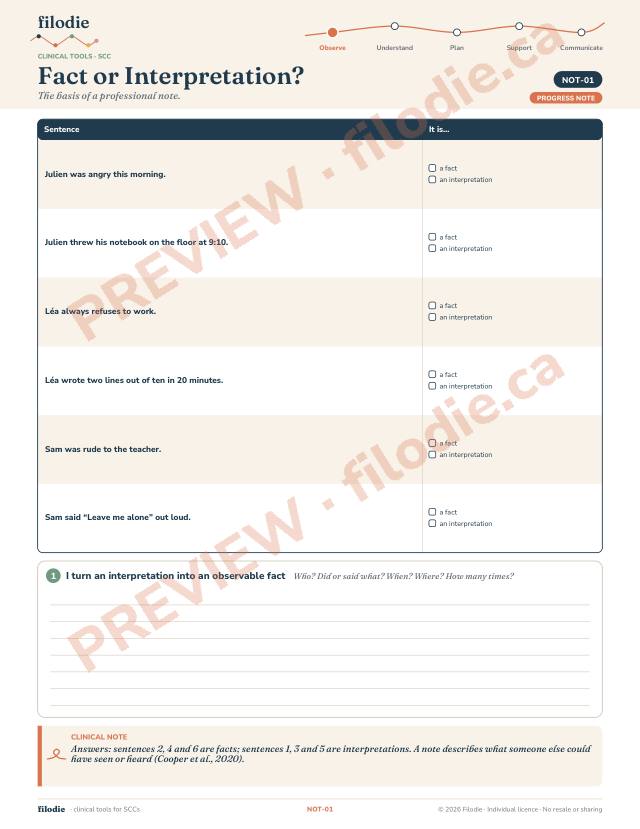 filodie
Observe Understand Plan Support Communicate
CLINICAL TOOLS · SCC
Fact or Interpretation?
The basis of a professional note.
NOT-01
PROGRESS NOTE
Sentence It is...
Julien was angry this morning.
a fact
an interpretation
Julien threw his notebook on the floor at 9:10.
a fact
an interpretation
Léa always refuses to work.
a fact
an interpretation
Léa wrote two lines out of ten in 20 minutes.
a fact
an interpretation
Sam was rude to the teacher.
a fact
an interpretation
Sam said “Leave me alone” out loud.
a fact
an interpretation
1 I turn an interpretation into an observable fact Who? Did or said what? When? Where? How many times?
CLINICAL NOTE
Answers: sentences 2, 4 and 6 are facts; sentences 1, 3 and 5 are interpretations. A note describes what someone else could
have seen or heard (Cooper et al., 2020).
filodie · clinical tools for SCCs NOT-01 © 2026 Filodie · Individual licence · No resale or sharing
PREVIEW · filodie.ca
PREVIEW · filodie.ca